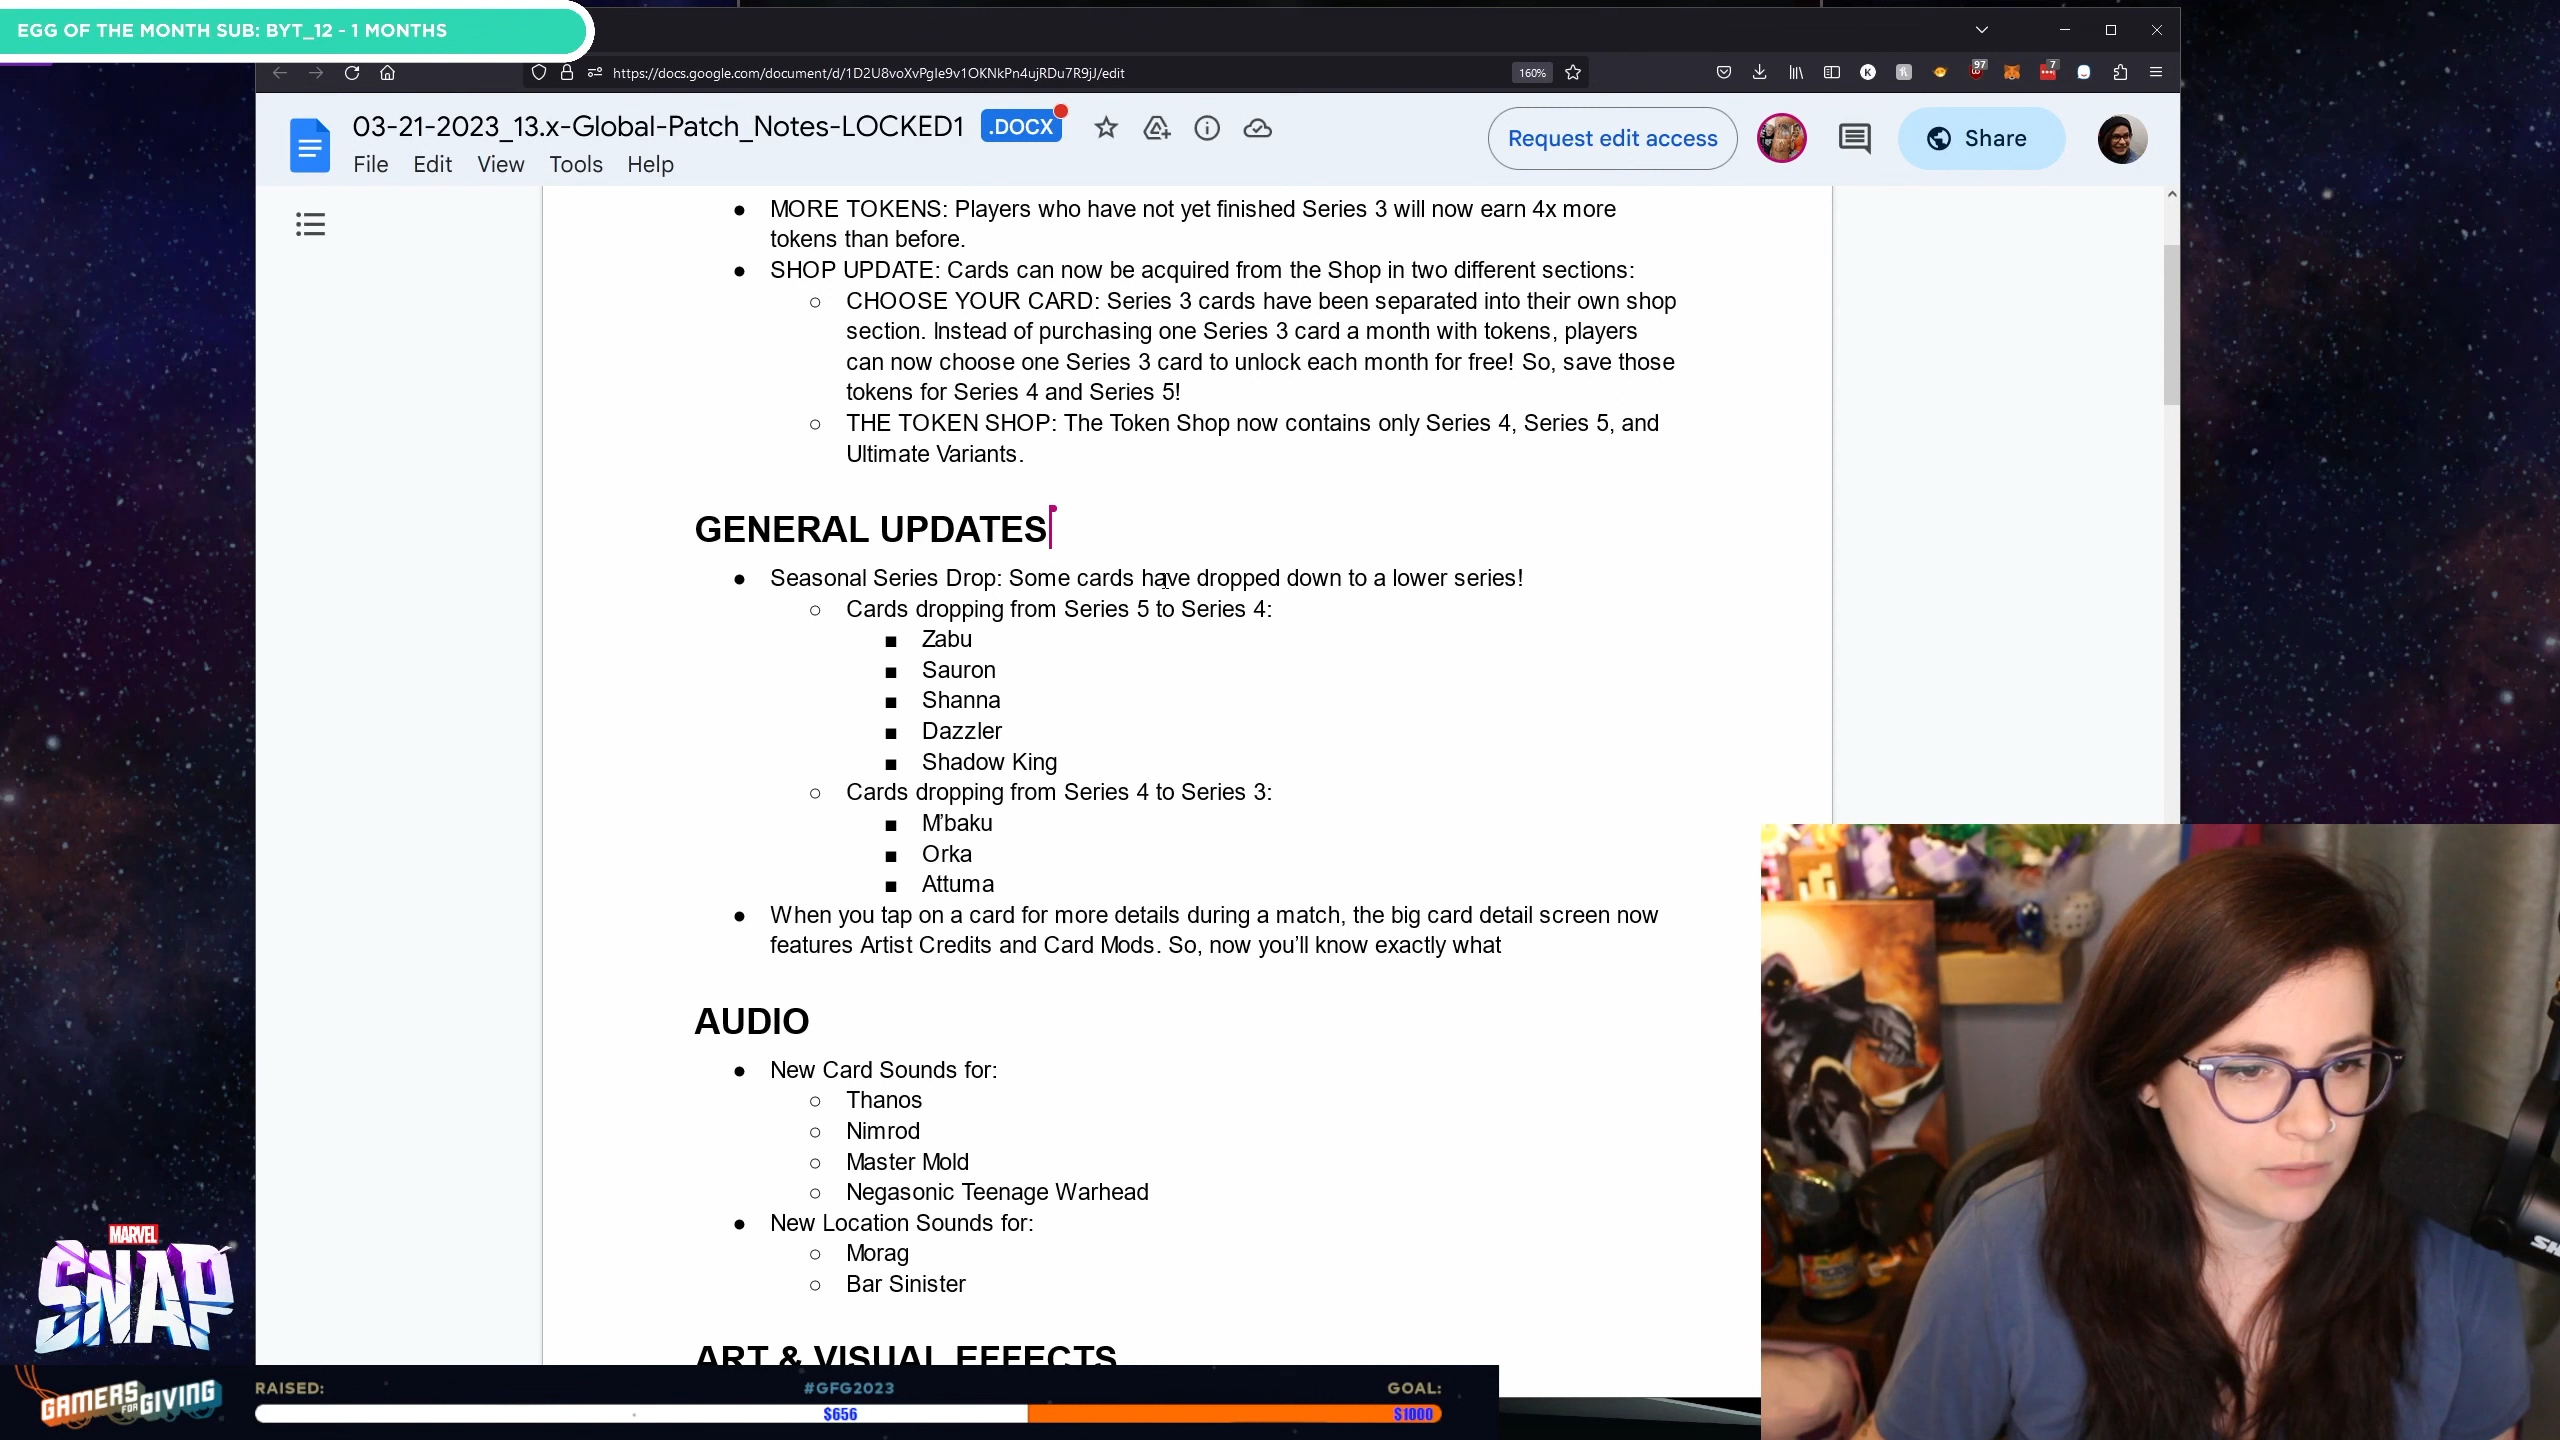 EGG OF THE MONTH SUB: BYT_12 - 1 MONTHS
https://docs.google.com/document/d/1D2U8voXvPgIe9v1OKNkPn4ujRDu7R9jJ/edit
160%
97
7
03-21-2023_13.x-Global-Patch_Notes-LOCKED1
.DOCX
Request edit access
Share
File Edit View Tools Help
● MORE TOKENS: Players who have not yet finished Series 3 will now earn 4x more
tokens than before.
● SHOP UPDATE: Cards can now be acquired from the Shop in two different sections:
○ CHOOSE YOUR CARD: Series 3 cards have been separated into their own shop
section. Instead of purchasing one Series 3 card a month with tokens, players
can now choose one Series 3 card to unlock each month for free! So, save those
tokens for Series 4 and Series 5!
○ THE TOKEN SHOP: The Token Shop now contains only Series 4, Series 5, and
Ultimate Variants.
GENERAL UPDATES
● Seasonal Series Drop: Some cards have dropped down to a lower series!
○ Cards dropping from Series 5 to Series 4:
■ Zabu
■ Sauron
■ Shanna
■ Dazzler
■ Shadow King
○ Cards dropping from Series 4 to Series 3:
■ M’baku
■ Orka
■ Attuma
● When you tap on a card for more details during a match, the big card detail screen now
features Artist Credits and Card Mods. So, now you’ll know exactly what
AUDIO
● New Card Sounds for:
○ Thanos
○ Nimrod
○ Master Mold
○ Negasonic Teenage Warhead
● New Location Sounds for:
○ Morag
○ Bar Sinister
ART & VISUAL EFFECTS
MARVEL
SNAP
GAMERS FOR GIVING
RAISED: #GFG2023 GOAL:
$656 $1000